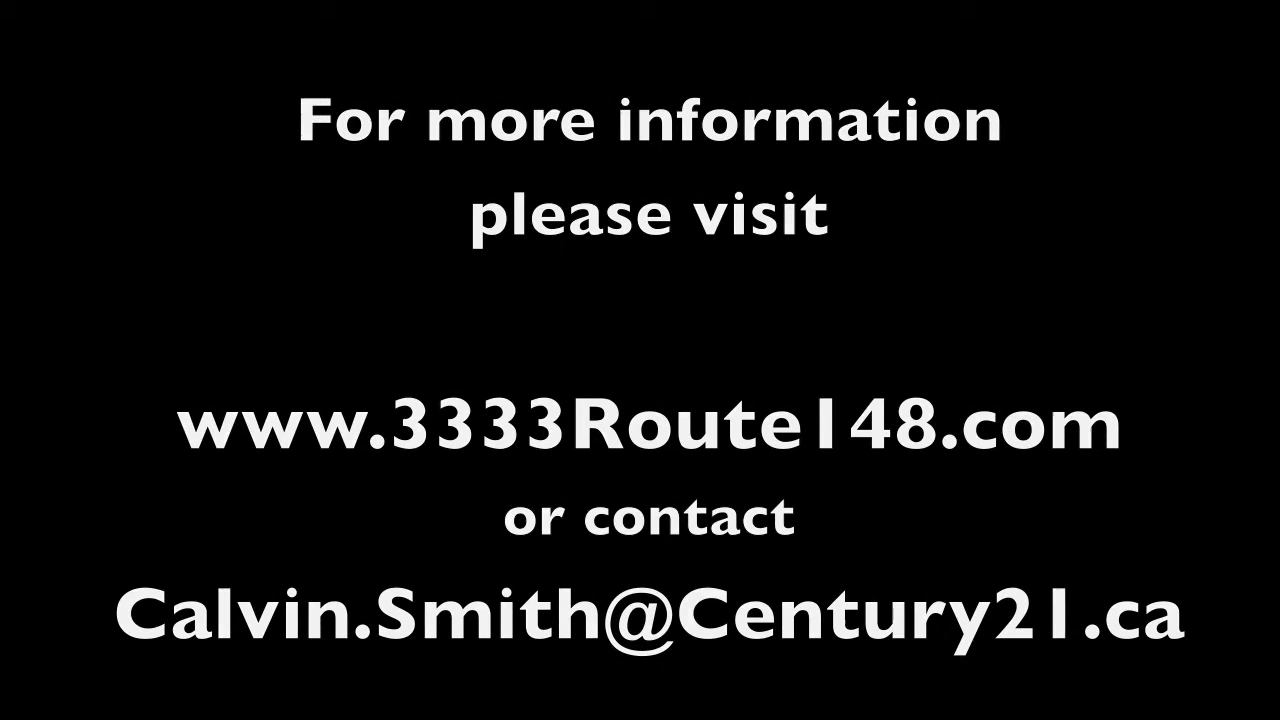 For more information
please visit
www.3333Route148.com
or contact
Calvin.Smith@Century21.ca